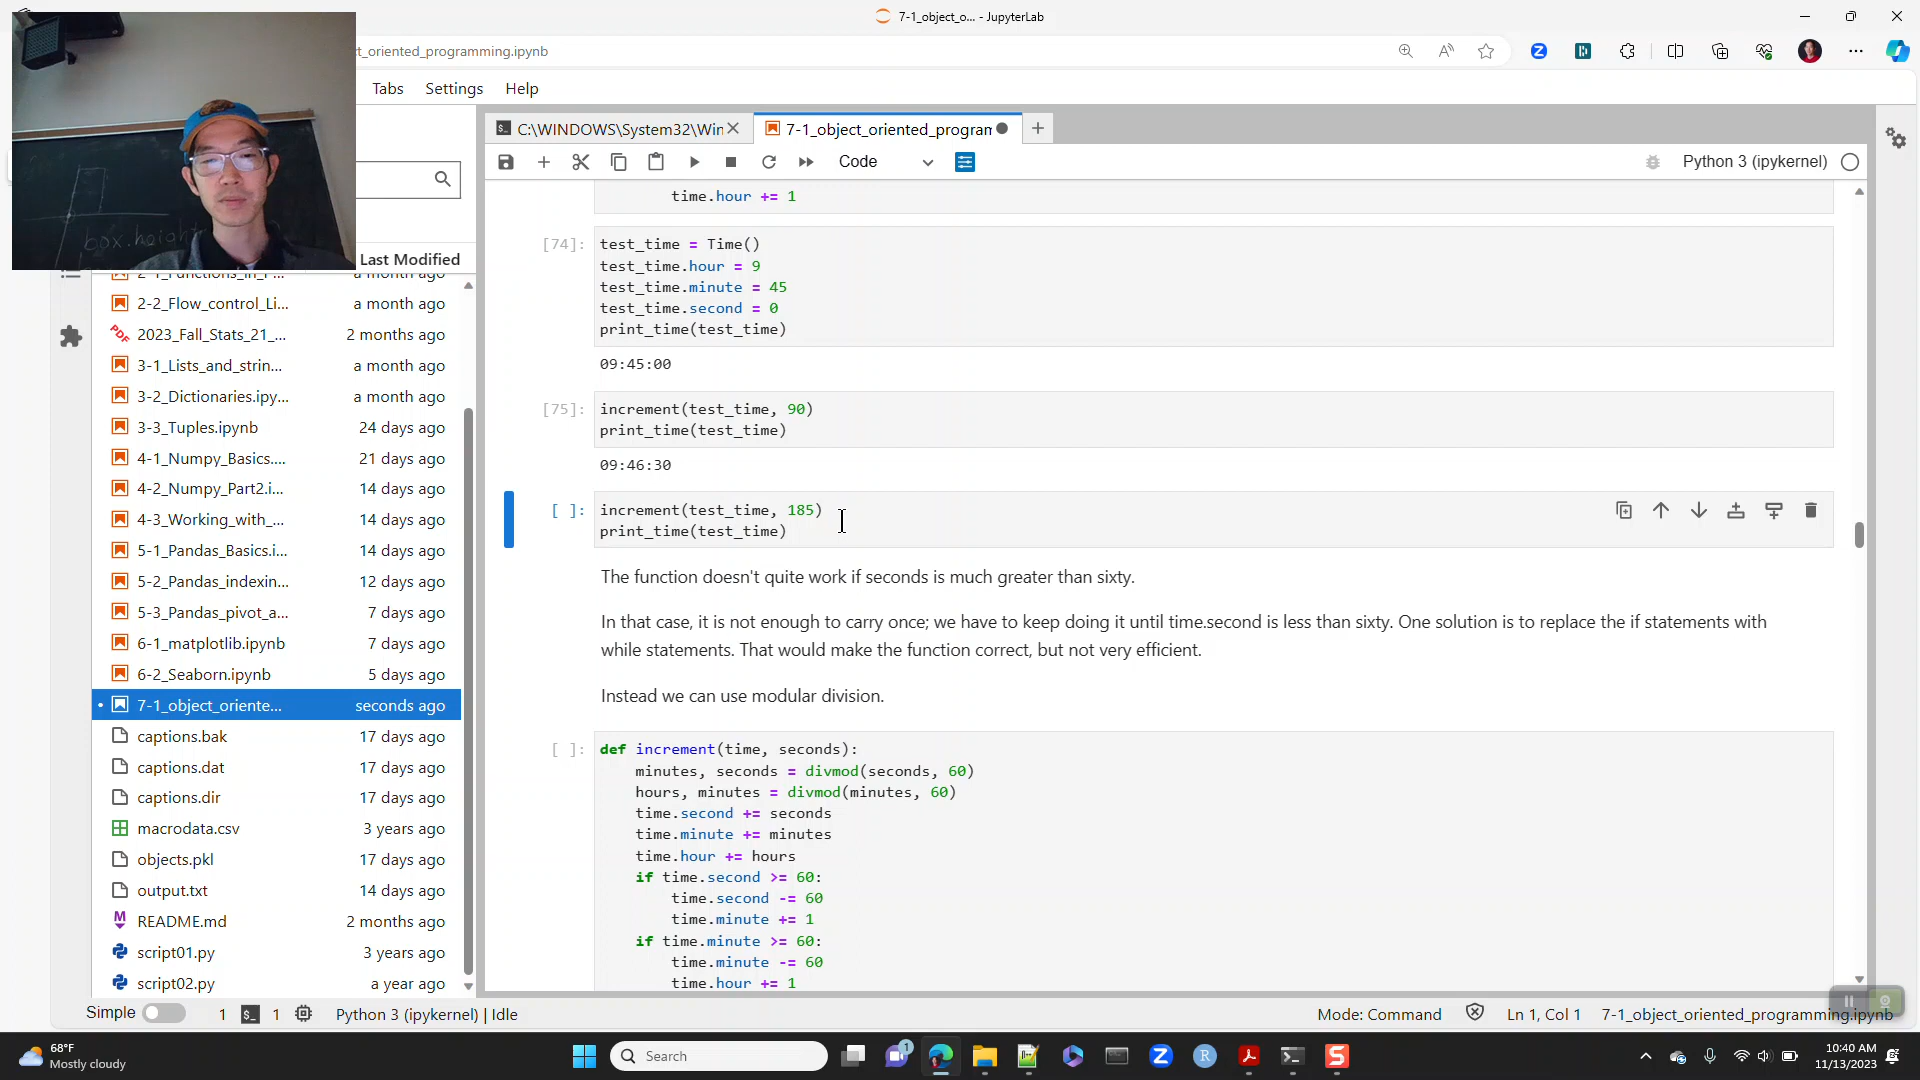 7-1_object_o... - JupyterLab
ct_oriented_programming.ipynb
Tabs Settings Help
C:\WINDOWS\System32\Win
7-1_object_oriented_program
Code
Python 3 (ipykernel)
box.height
Last Modified
2-1_Functions_in_P... a month ago
2-2_Flow_control_Li... a month ago
2023_Fall_Stats_21_... 2 months ago
3-1_Lists_and_strin... a month ago
3-2_Dictionaries.ipy... a month ago
3-3_Tuples.ipynb 24 days ago
4-1_Numpy_Basics.... 21 days ago
4-2_Numpy_Part2.i... 14 days ago
4-3_Working_with_... 14 days ago
5-1_Pandas_Basics.i... 14 days ago
5-2_Pandas_indexin... 12 days ago
5-3_Pandas_pivot_a... 7 days ago
6-1_matplotlib.ipynb 7 days ago
6-2_Seaborn.ipynb 5 days ago
7-1_object_oriente... seconds ago
captions.bak 17 days ago
captions.dat 17 days ago
captions.dir 17 days ago
macrodata.csv 3 years ago
objects.pkl 17 days ago
output.txt 14 days ago
README.md 2 months ago
script01.py 3 years ago
script02.py a year ago
time.hour += 1
[74]: test_time = Time()
test_time.hour = 9
test_time.minute = 45
test_time.second = 0
print_time(test_time)
09:45:00
[75]: increment(test_time, 90)
print_time(test_time)
09:46:30
[ ]: increment(test_time, 185)
print_time(test_time)
The function doesn't quite work if seconds is much greater than sixty.
In that case, it is not enough to carry once; we have to keep doing it until time.second is less than sixty. One solution is to replace the if statements with
while statements. That would make the function correct, but not very efficient.
Instead we can use modular division.
[ ]: def increment(time, seconds):
minutes, seconds = divmod(seconds, 60)
hours, minutes = divmod(minutes, 60)
time.second += seconds
time.minute += minutes
time.hour += hours
if time.second >= 60:
time.second -= 60
time.minute += 1
if time.minute >= 60:
time.minute -= 60
time.hour += 1
Simple 1 1 Python 3 (ipykernel) | Idle
Mode: Command Ln 1, Col 1 7-1_object_oriented_programming.ipynb
68°F
Mostly cloudy
Search
1
10:40 AM
11/13/2023